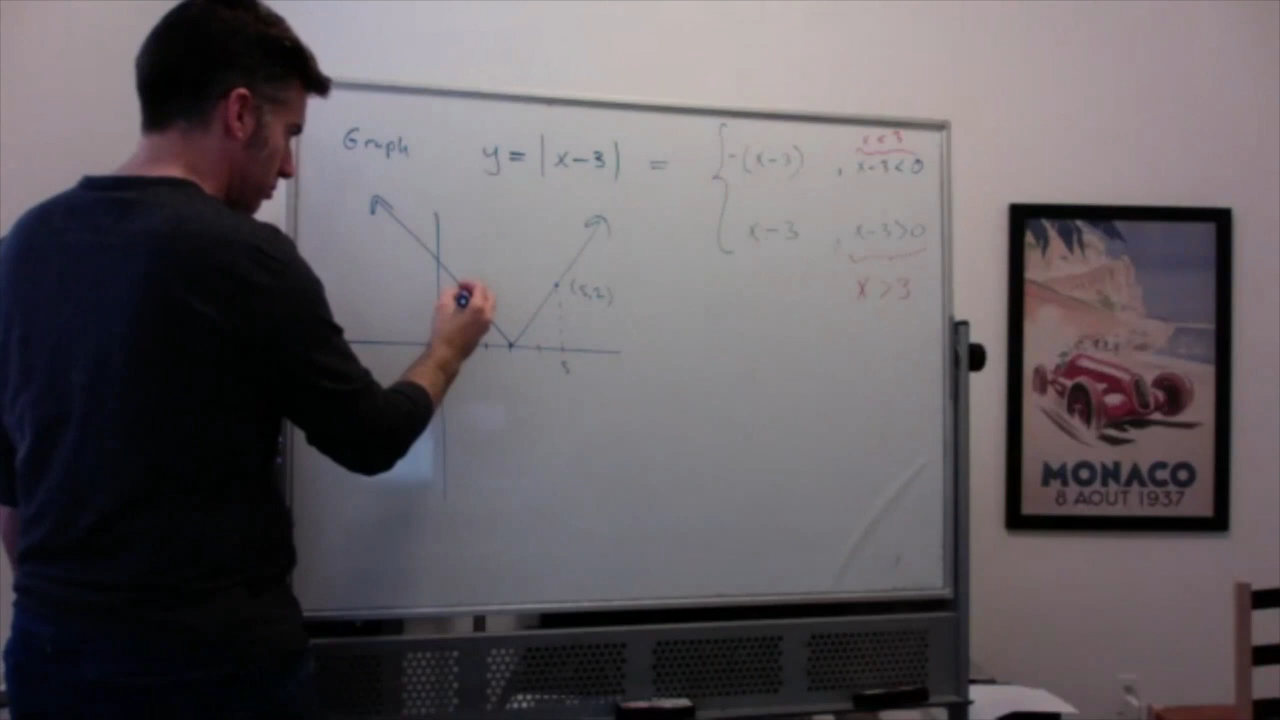 Graph y = |x-3| = { -(x-3) , x-3<0
x<3
x-3 , x-3>0
x>3
(5,2)
5
MONACO
8 AOUT 1937